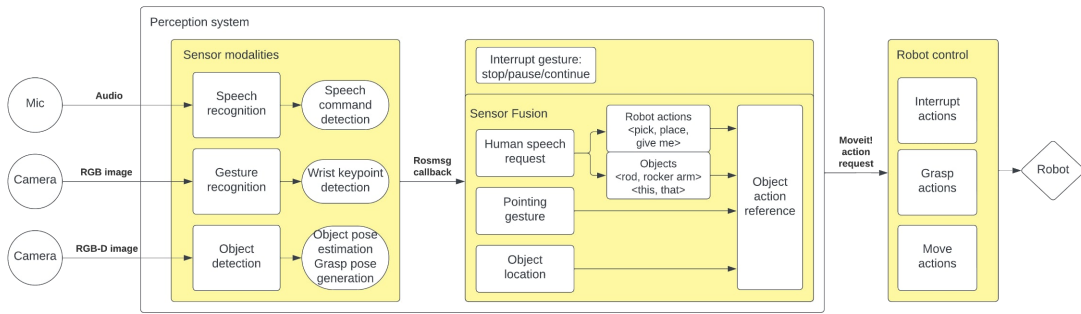 Perception system
Sensor modalities
Mic
Audio
Speech
recognition
Speech
command
detection
Camera
RGB image
Gesture
recognition
Wrist keypoint
detection
Camera
RGB-D image
Object
detection
Object pose
estimation
Grasp pose
generation
Rosmsg
callback
Interrupt gesture:
stop/pause/continue
Sensor Fusion
Human speech
request
Robot actions
<pick, place,
give me>
Objects
<rod, rocker arm>
<this, that>
Pointing
gesture
Object
location
Object
action
reference
Moveit!
action
request
Robot control
Interrupt
actions
Grasp
actions
Move
actions
Robot